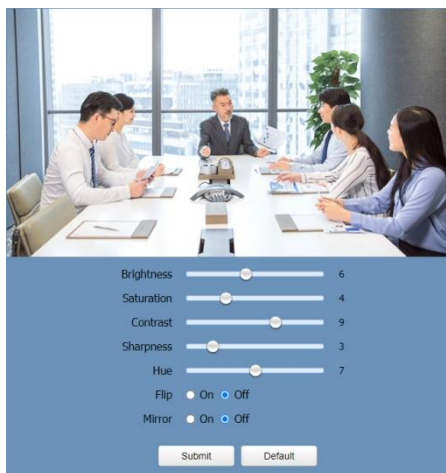 Brightness 6
Saturation 4
Contrast 9
Sharpness 3
Hue 7
Flip On Off
Mirror On Off
Submit Default